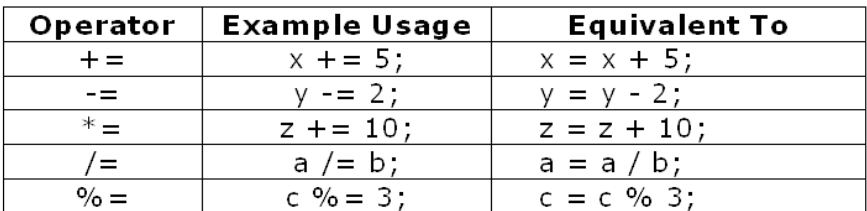 Operator Example Usage Equivalent To
+= x += 5; x = x + 5;
-= y -= 2; y = y - 2;
*= z += 10; z = z + 10;
/= a /= b; a = a / b;
%= c %= 3; c = c % 3;